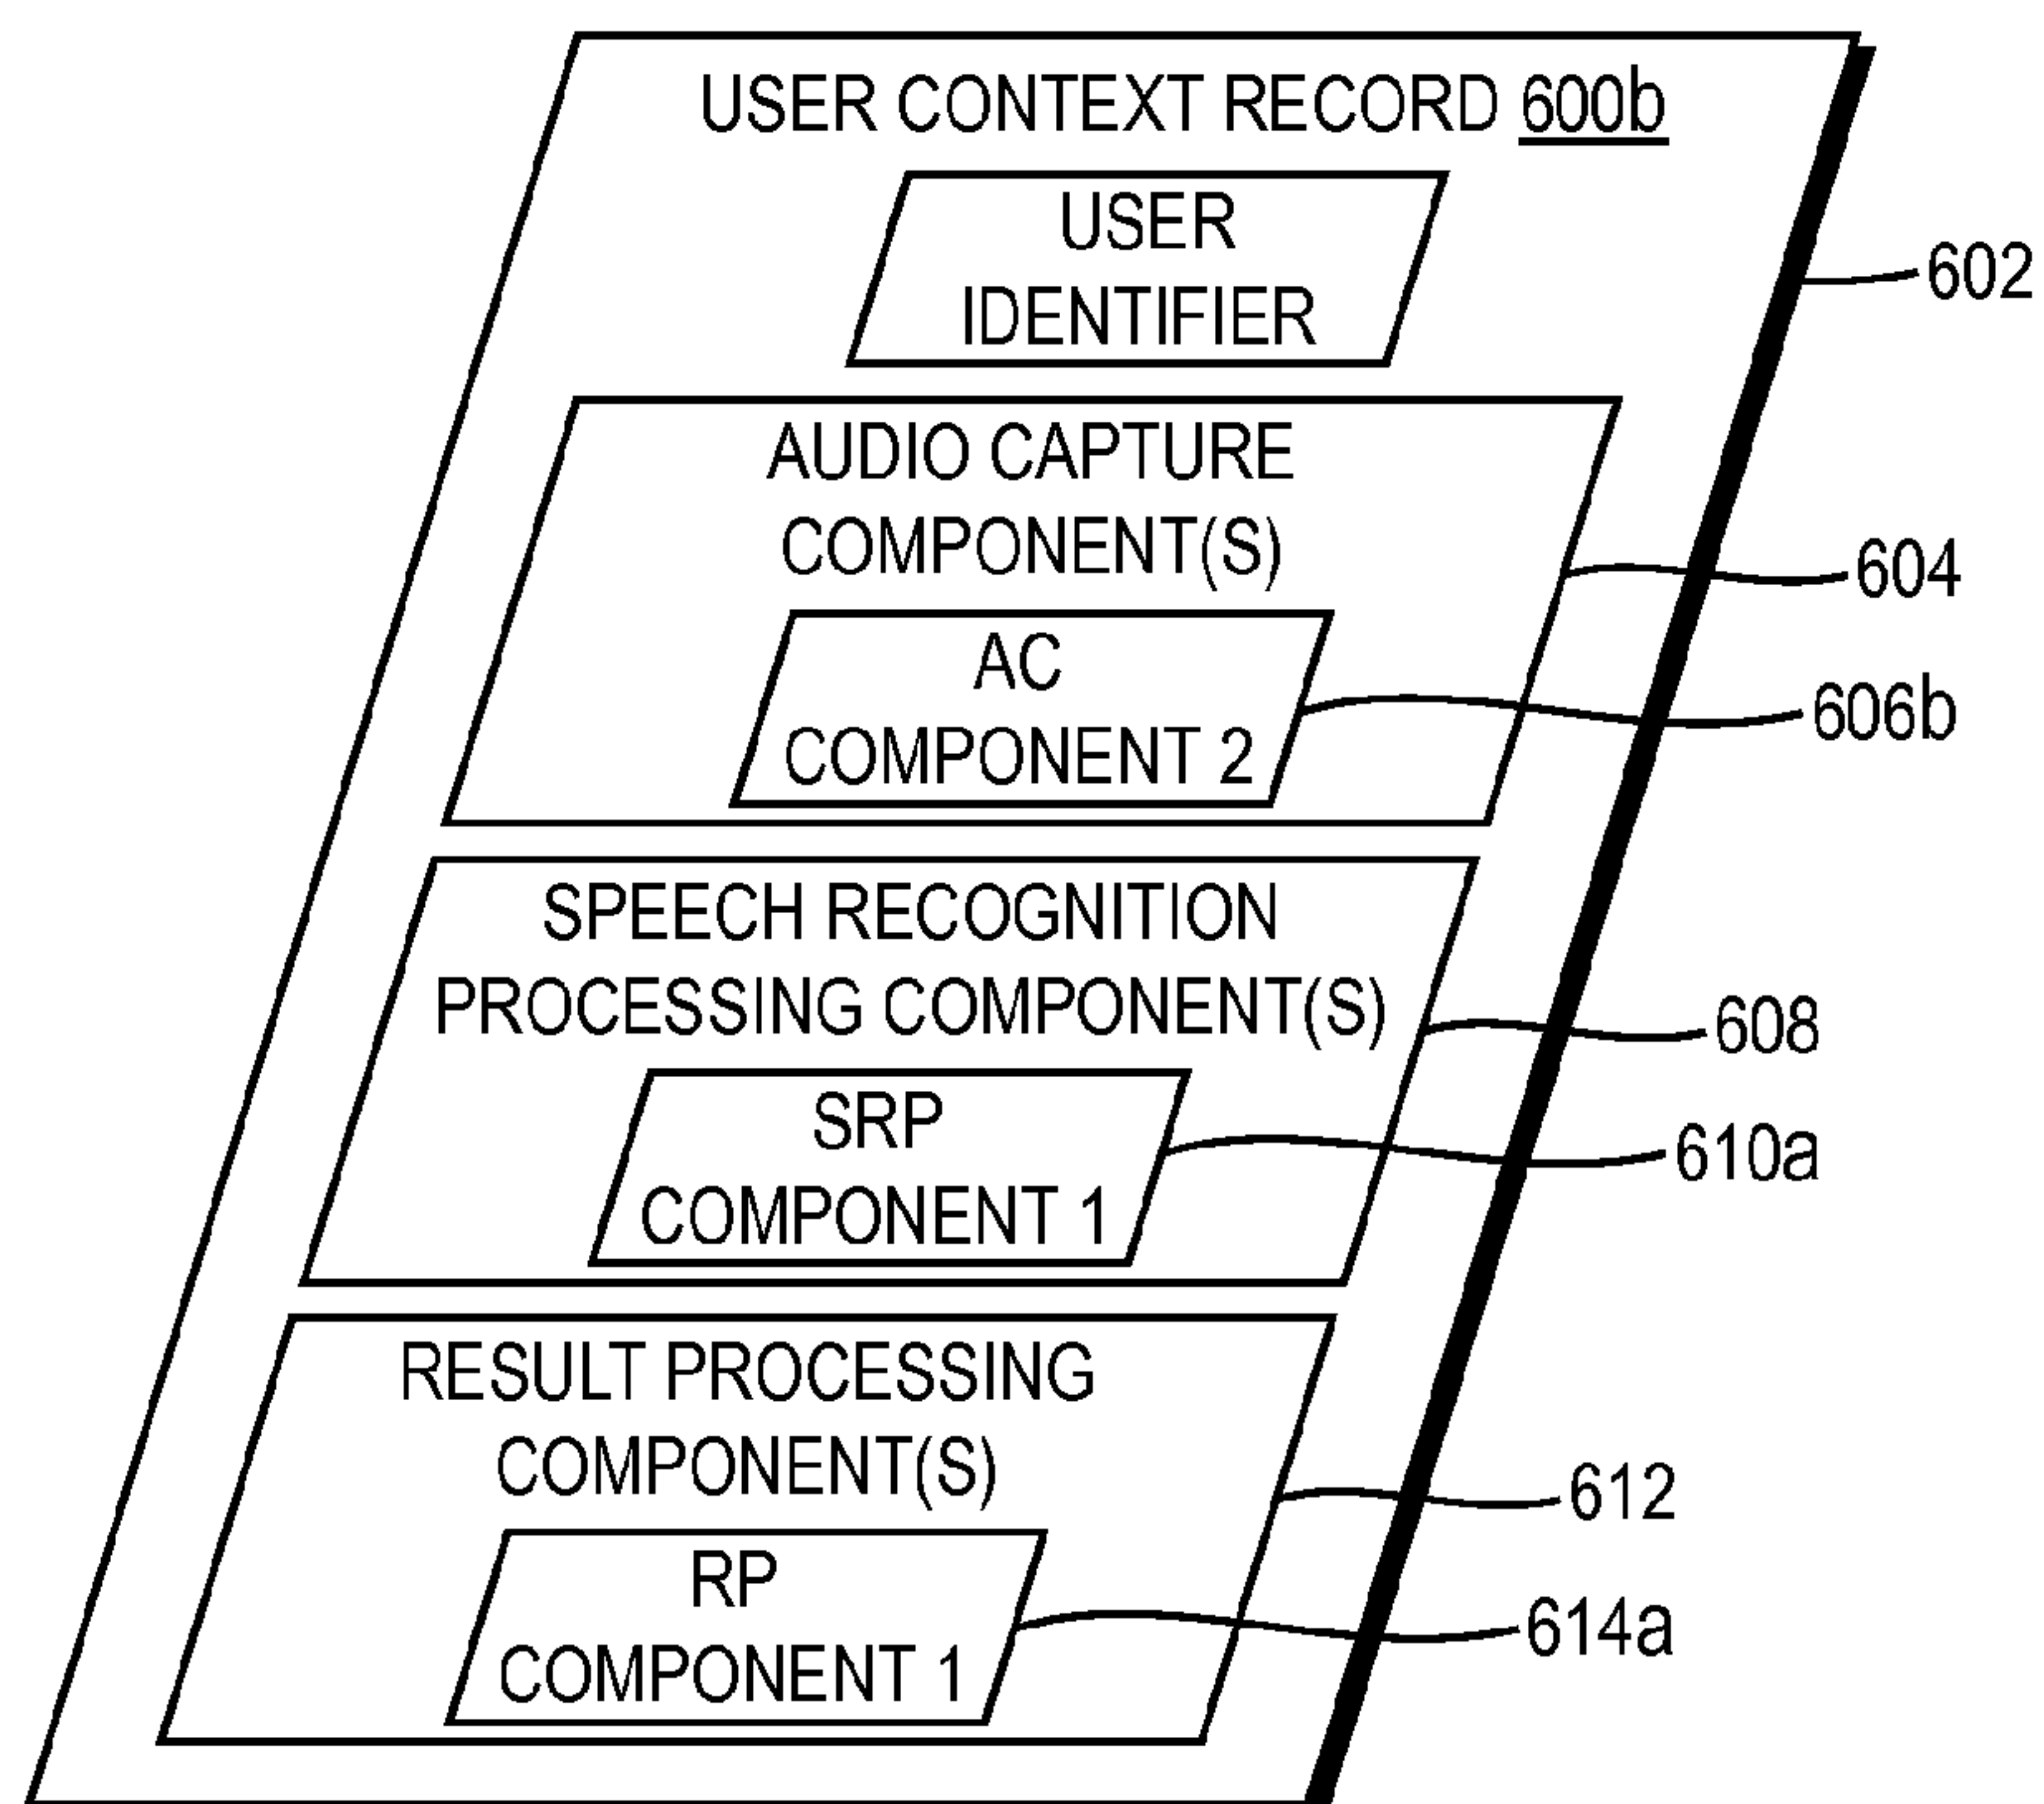 USER CONTEXT RECORD 600b
USER
IDENTIFIER
602
AUDIO CAPTURE
COMPONENT(S)
604
AC
COMPONENT 2
606b
SPEECH RECOGNITION
PROCESSING COMPONENT(S)
608
SRP
COMPONENT 1
610a
RESULT PROCESSING
COMPONENT(S)
612
RP
COMPONENT 1
614a